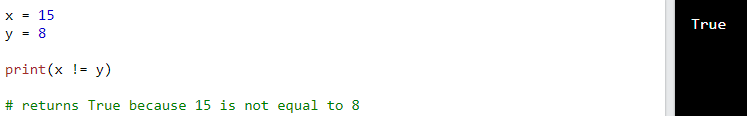 x = 15
y = 8
print(x != y)
# returns True because 15 is not equal to 8
True